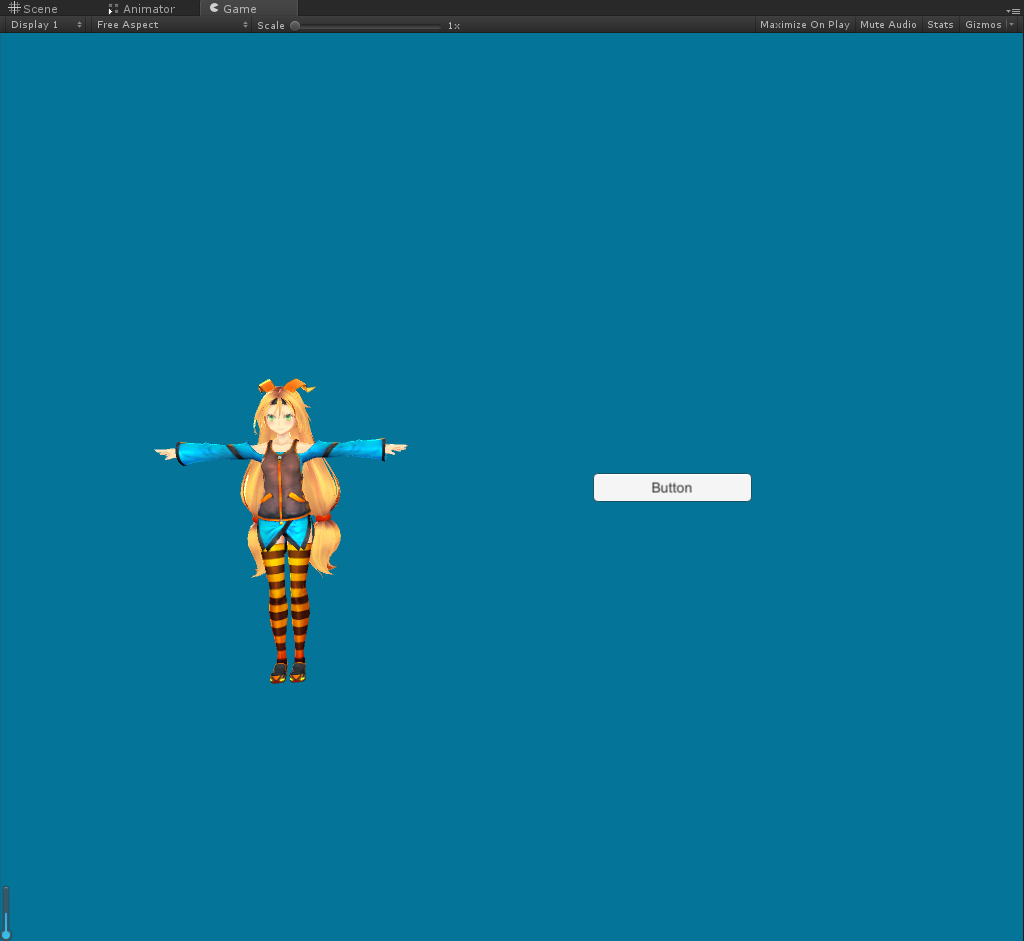 Scene Animator Game
Display 1 Free Aspect Scale 1x Maximize On Play Mute Audio Stats Gizmos
Button